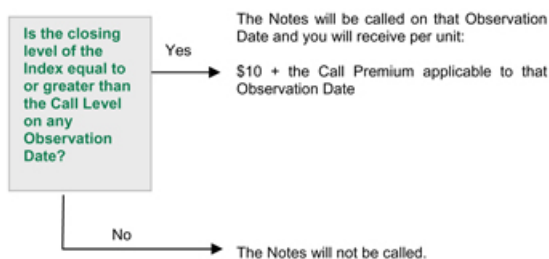 Is the closing
level of the
Index equal to
or greater than
the Call Level
on any
Observation
Date?
Yes
The Notes will be called on that Observation
Date and you will receive per unit:
$10 + the Call Premium applicable to that
Observation Date
No
The Notes will not be called.